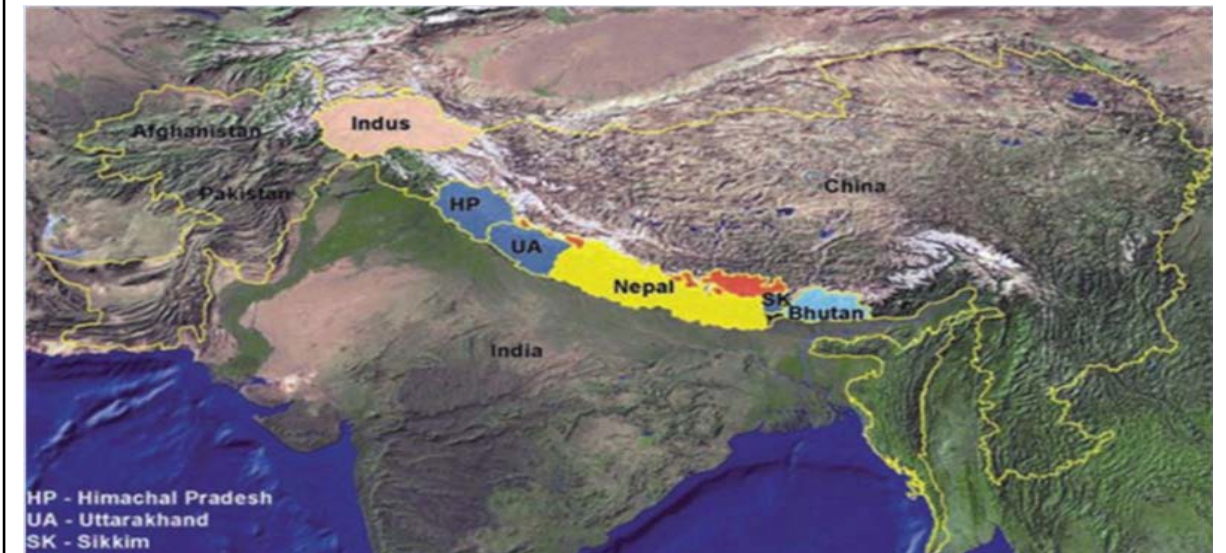 Indus
Afghanistan
Pakistan
China
HP
UA
Nepal
SK
Bhutan
India
HP - Himachal Pradesh
UA - Uttarakhand
SK - Sikkim